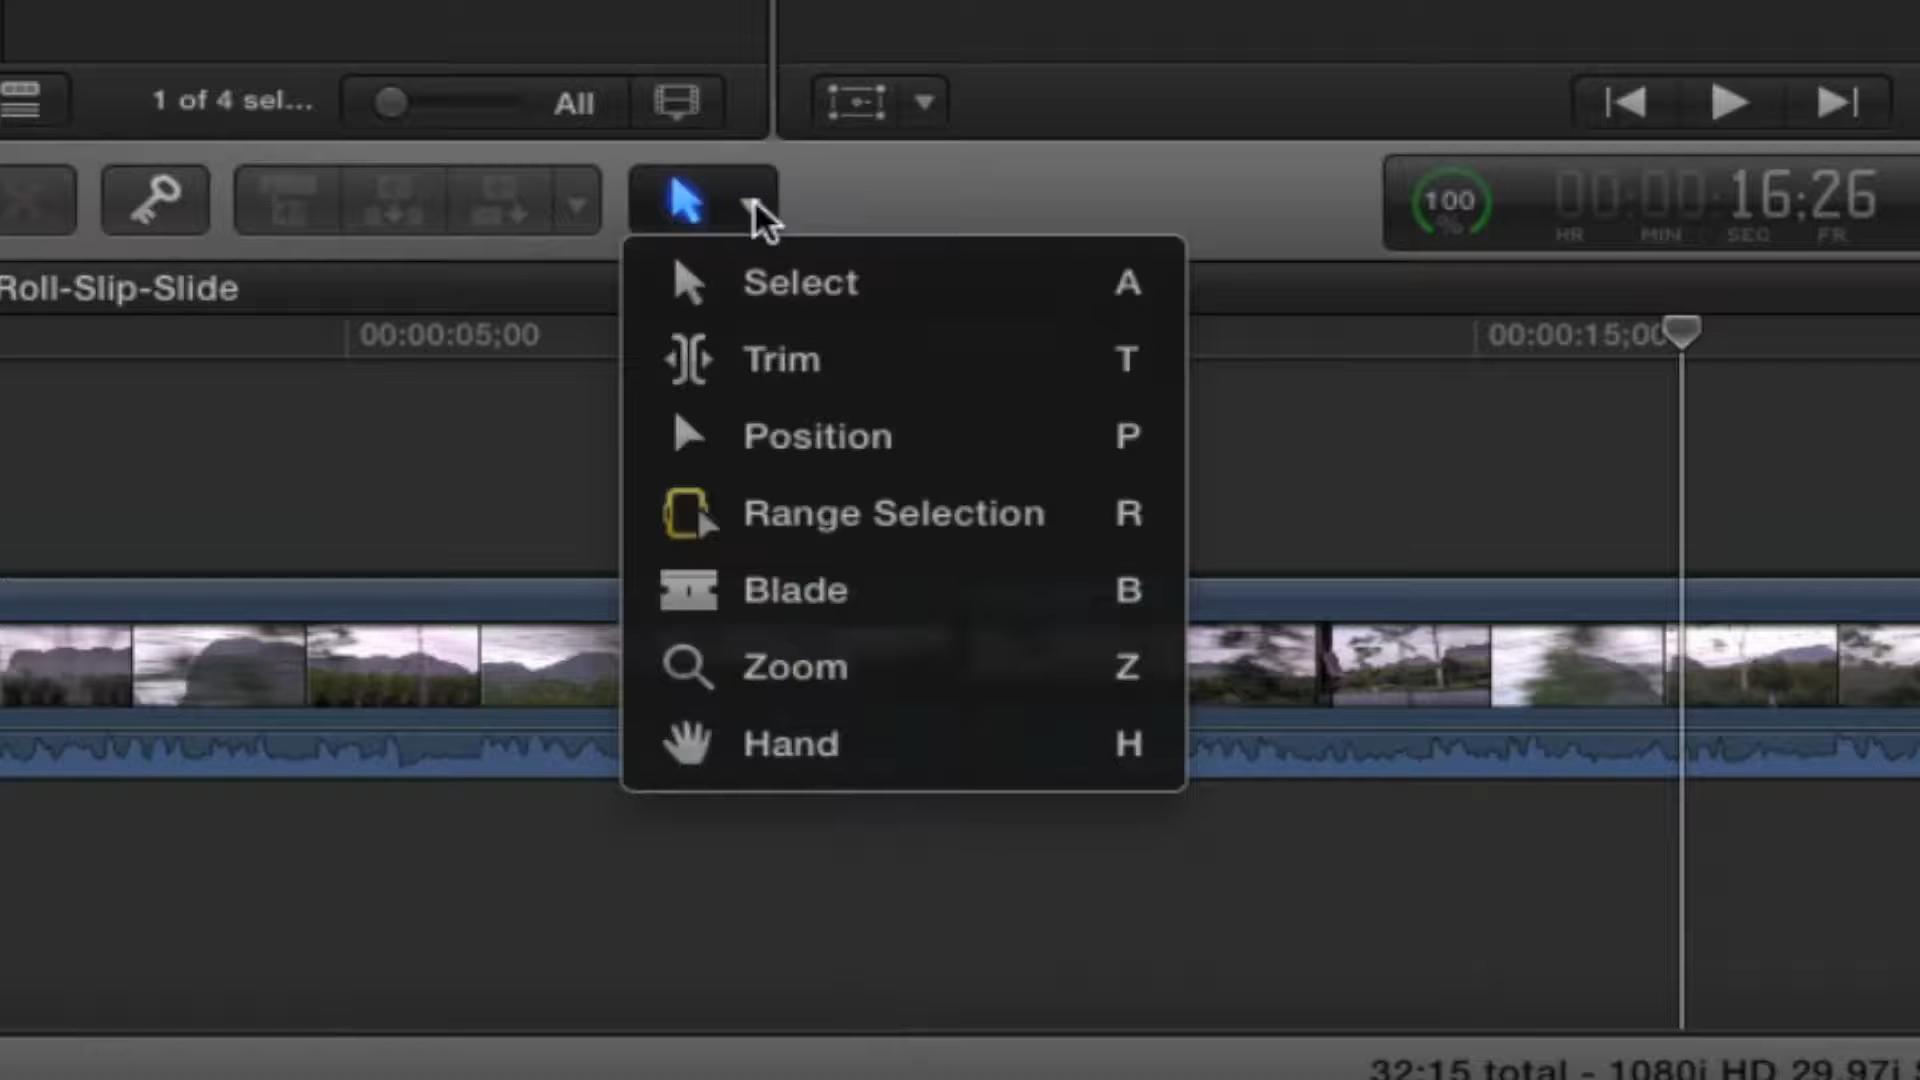 1 of 4 sel...
All
100
%
00:00:16;26
HR MIN SEC FR
Roll-Slip-Slide
00:00:05;00
00:00:15;00
Select A
Trim T
Position P
Range Selection R
Blade B
Zoom Z
Hand H
32:15 total - 1080i HD 29.97i